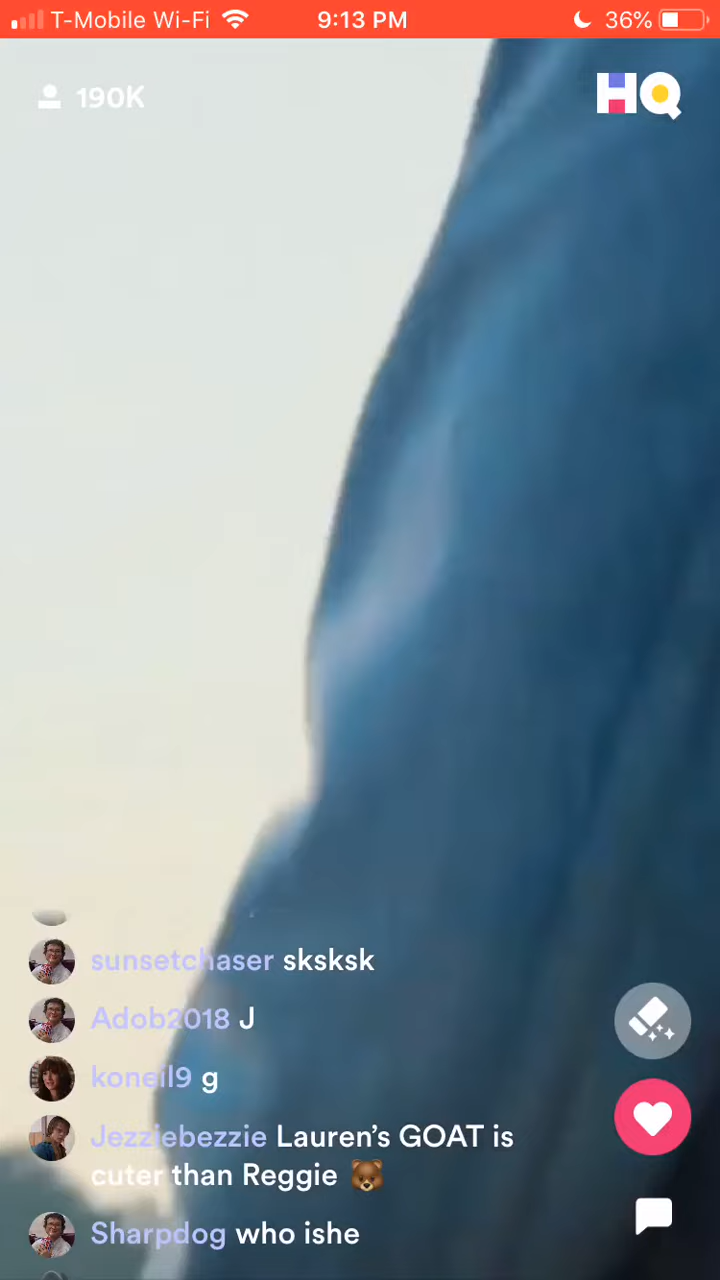 T-Mobile Wi-Fi 9:13 PM 36%
190K HQ
sunsetchaser sksksk
Adob2018 J
koneil9 g
Jezziebezzie Lauren’s GOAT is
cuter than Reggie 🐻
Sharpdog who ishe